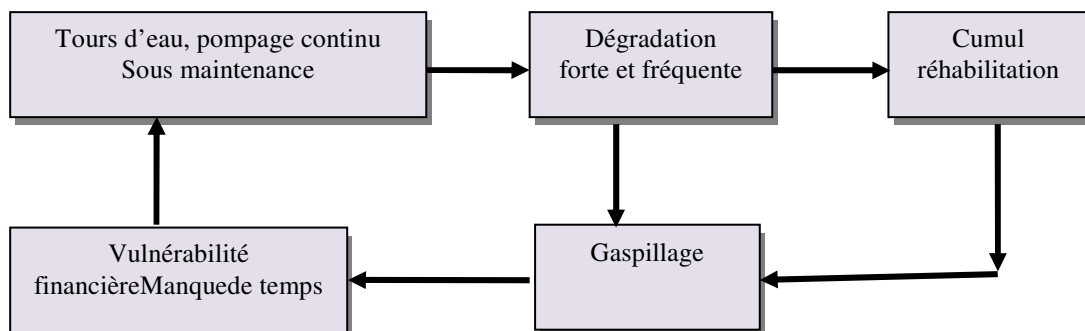 Tours d’eau, pompage continu
Sous maintenance
Dégradation
forte et fréquente
Cumul
réhabilitation
Vulnérabilité
financièreManquede temps
Gaspillage